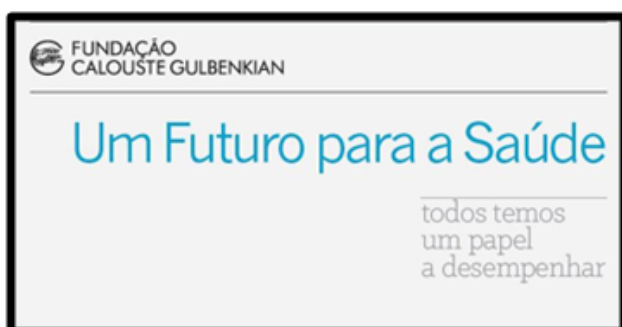 FUNDAÇÃO
CALOUSTE GULBENKIAN
Um Futuro para a Saúde
todos temos
um papel
a desempenhar